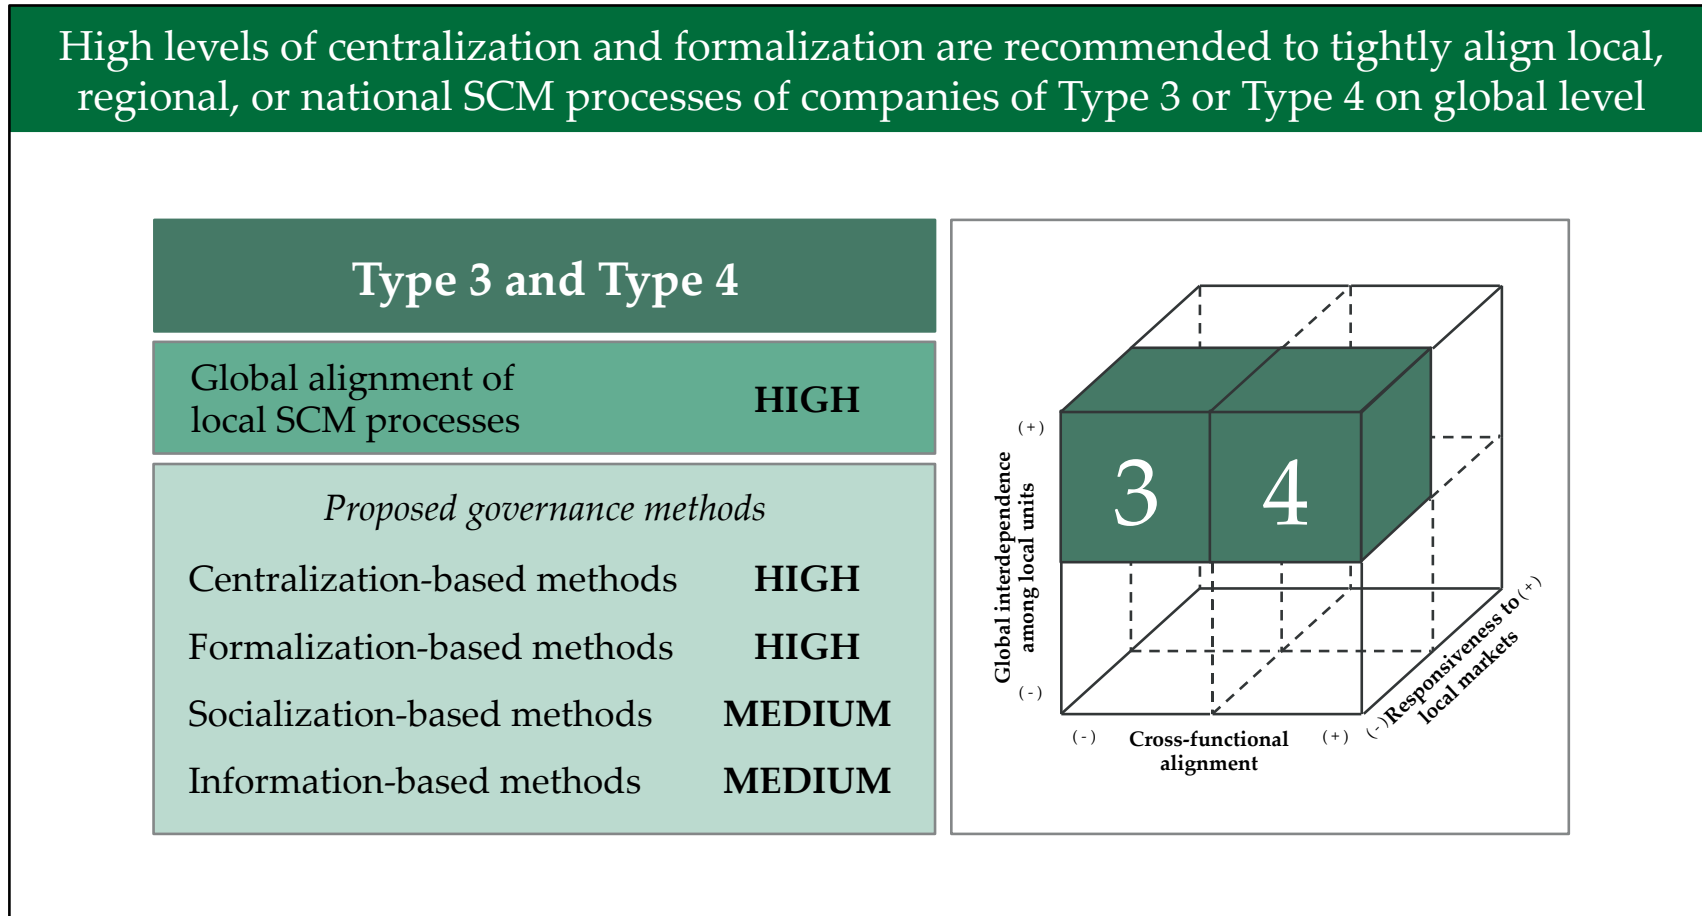 High levels of centralization and formalization are recommended to tightly align local,
regional, or national SCM processes of companies of Type 3 or Type 4 on global level
Type 3 and Type 4
Global alignment of
local SCM processes
HIGH
Proposed governance methods
Centralization-based methods HIGH
Formalization-based methods HIGH
Socialization-based methods MEDIUM
Information-based methods MEDIUM
(+)
Global interdependence
among local units
(-)
3 4
(-) Cross-functional (+)
alignment
(-) Responsiveness to (+)
local markets